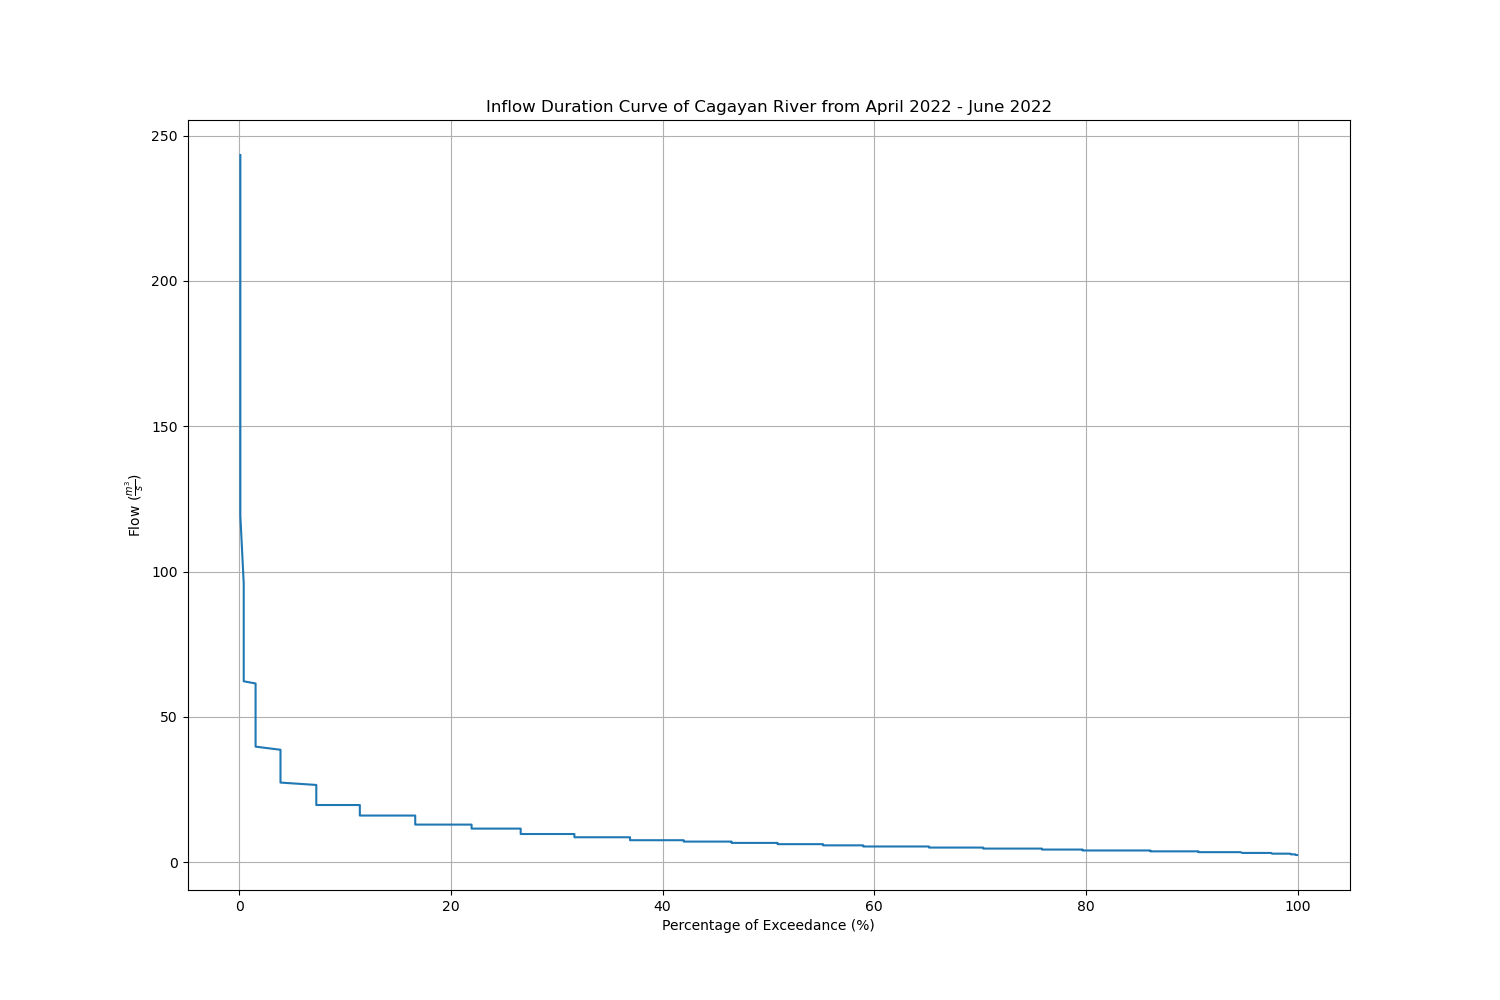 Inflow Duration Curve of Cagayan River from April 2022 - June 2022
250
200
150
100
50
0
Flow (m³/s)
0 20 40 60 80 100
Percentage of Exceedance (%)